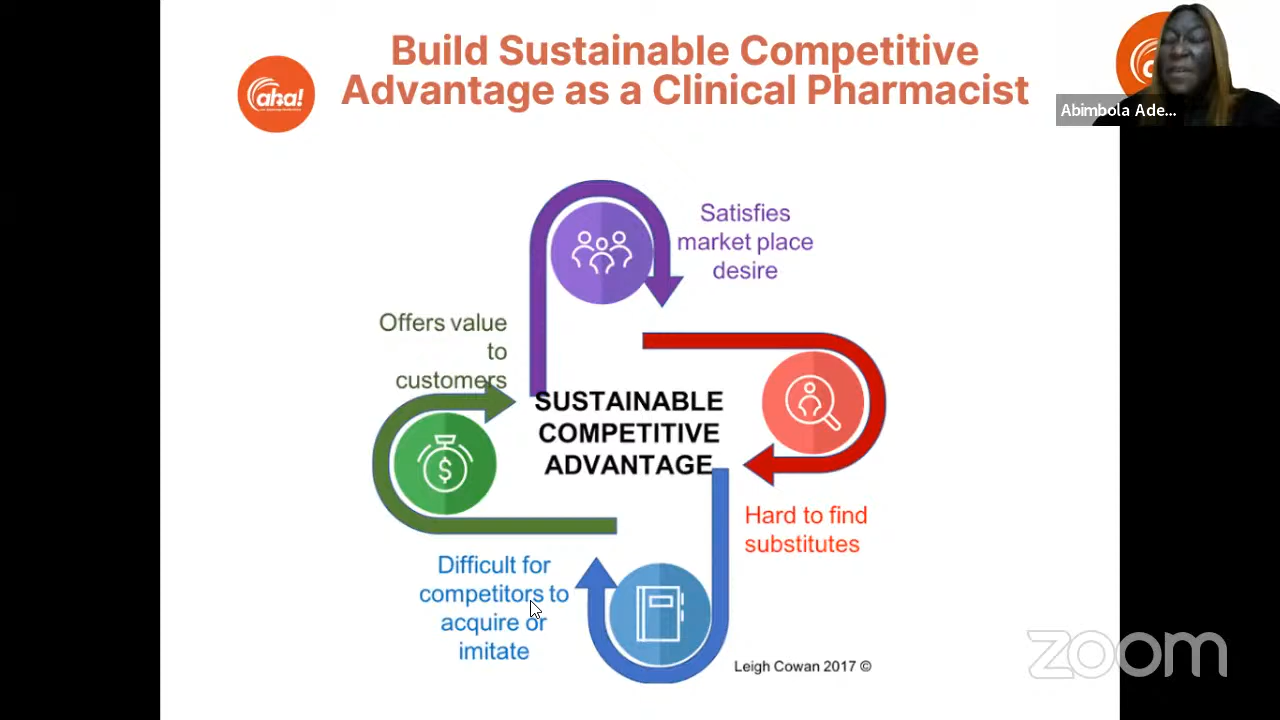 Build Sustainable Competitive
Advantage as a Clinical Pharmacist
aha!
Abimbola Ade...
Satisfies
market place
desire
Offers value
to
customers
SUSTAINABLE
COMPETITIVE
ADVANTAGE
Hard to find
substitutes
Difficult for
competitors to
acquire or
imitate
Leigh Cowan 2017 ©
zoom